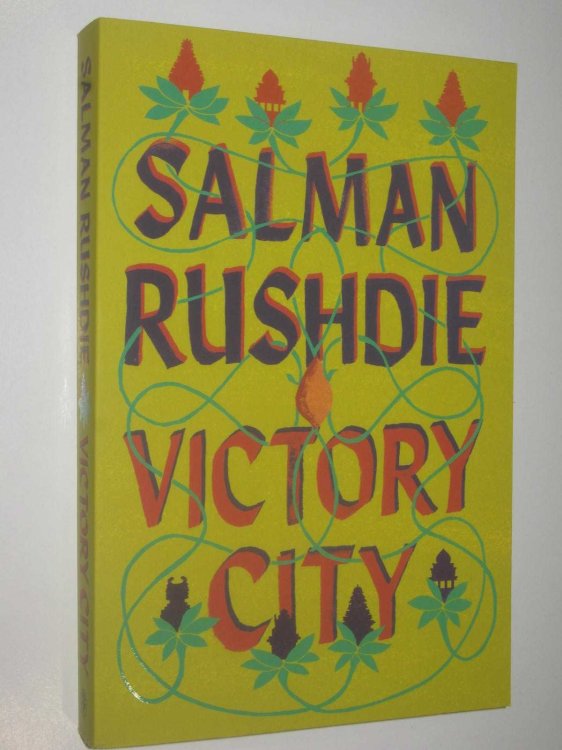 SALMAN
RUSHDIE
VICTORY
CITY
SALMAN RUSHDIE VICTORY CITY